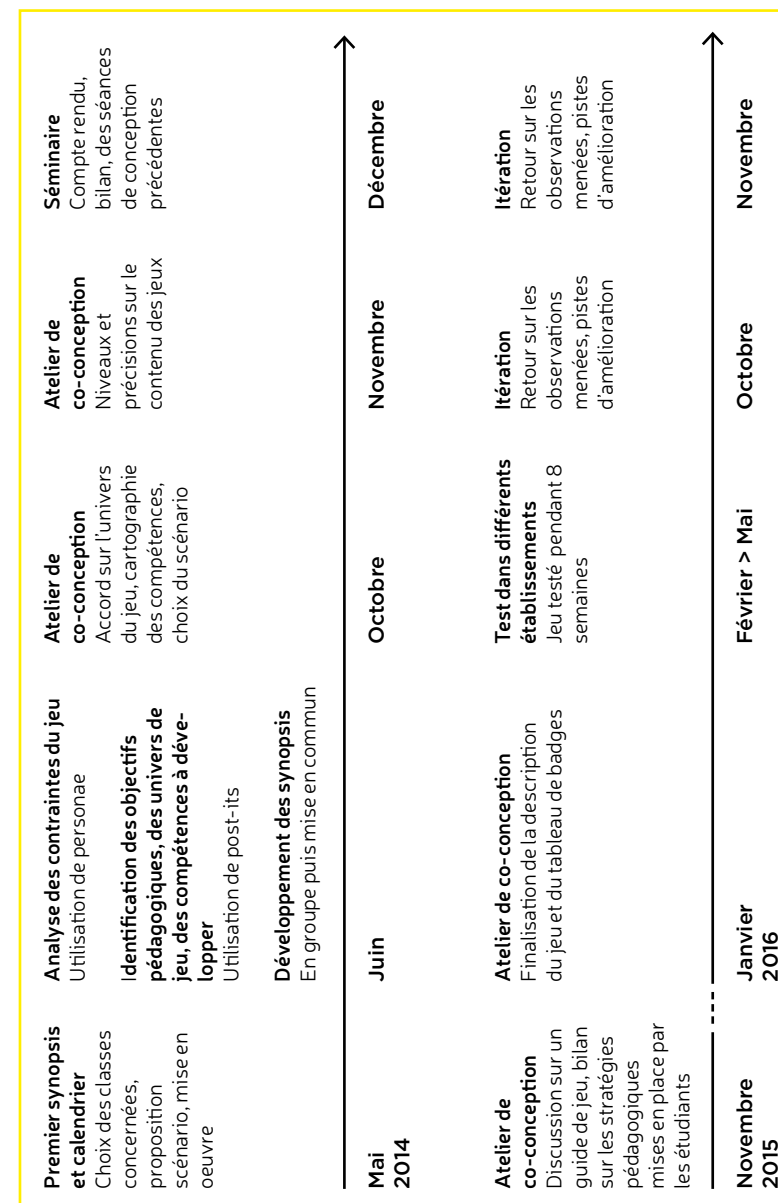 Premier synopsis
et calendrier
Choix des classes
concernées,
proposition
scénario, mise en
oeuvre
Mai
2014
Analyse des contraintes du jeu
Utilisation de personae
Identification des objectifs
pédagogiques, des univers de
jeu, des compétences à déve-
lopper
Utilisation de post-its
Développement des synopsis
En groupe puis mise en commun
Juin
Atelier de
co-conception
Accord sur l'univers
du jeu, cartographie
des compétences,
choix du scénario
Octobre
Atelier de
co-conception
Niveaux et
précisions sur le
contenu des jeux
Novembre
Séminaire
Compte rendu,
bilan, des séances
de conception
précédentes
Décembre
Atelier de
co-conception
Discussion sur un
guide de jeu, bilan
sur les stratégies
pédagogiques
mises en place par
les étudiants
Novembre
2015
Atelier de co-conception
Finalisation de la description
du jeu et du tableau de badges
Janvier
2016
Test dans différents
établissements
Jeu testé pendant 8
semaines
Février > Mai
Itération
Retour sur les
observations
menées, pistes
d'amélioration
Octobre
Itération
Retour sur les
observations
menées, pistes
d'amélioration
Novembre